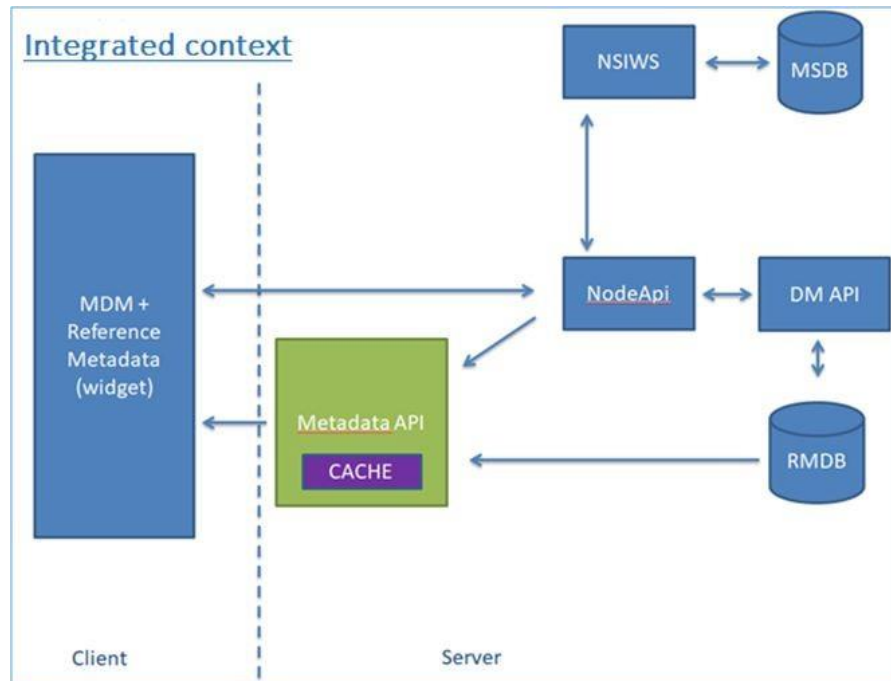 Integrated context
NSIWS
MSDB
MDM +
Reference
Metadata
(widget)
NodeApi
DM API
Metadata API
CACHE
RMDB
Client
Server